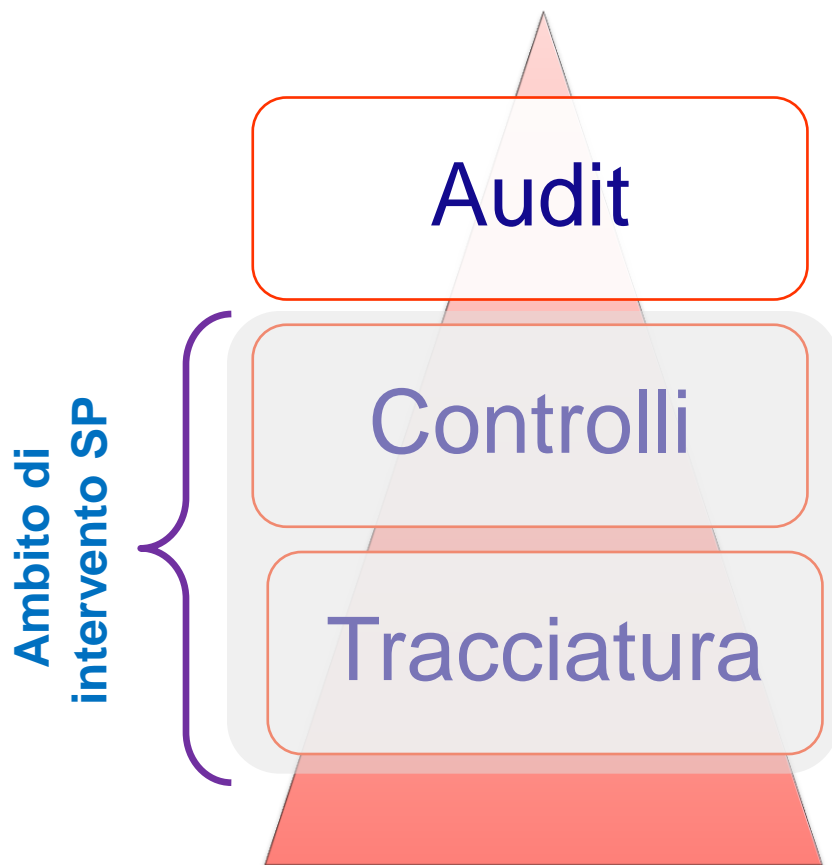 Audit
Controlli
Tracciatura
Ambito di
intervento SP